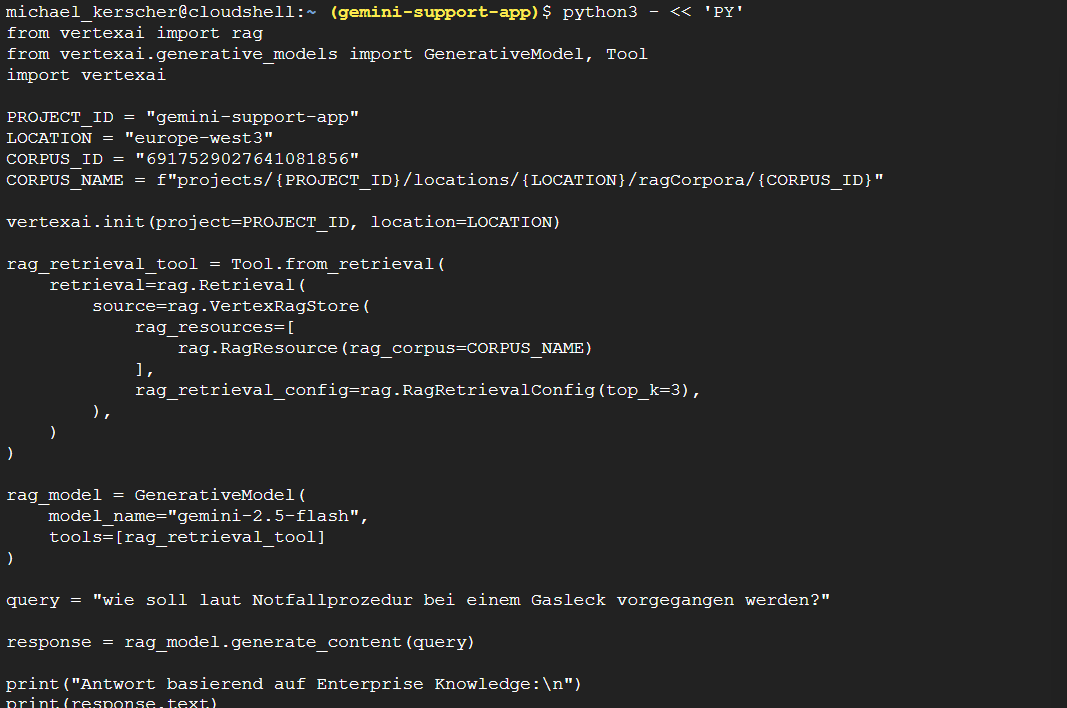 michael_kerscher@cloudshell:~ (gemini-support-app)$ python3 - << 'PY'
from vertexai import rag
from vertexai.generative_models import GenerativeModel, Tool
import vertexai

PROJECT_ID = "gemini-support-app"
LOCATION = "europe-west3"
CORPUS_ID = "6917529027641081856"
CORPUS_NAME = f"projects/{PROJECT_ID}/locations/{LOCATION}/ragCorpora/{CORPUS_ID}"

vertexai.init(project=PROJECT_ID, location=LOCATION)

rag_retrieval_tool = Tool.from_retrieval(
    retrieval=rag.Retrieval(
        source=rag.VertexRagStore(
            rag_resources=[
                rag.RagResource(rag_corpus=CORPUS_NAME)
            ],
            rag_retrieval_config=rag.RagRetrievalConfig(top_k=3),
        ),
    )
)

rag_model = GenerativeModel(
    model_name="gemini-2.5-flash",
    tools=[rag_retrieval_tool]
)

query = "wie soll laut Notfallprozedur bei einem Gasleck vorgegangen werden?"

response = rag_model.generate_content(query)

print("Antwort basierend auf Enterprise Knowledge:\n")
print(response.text)